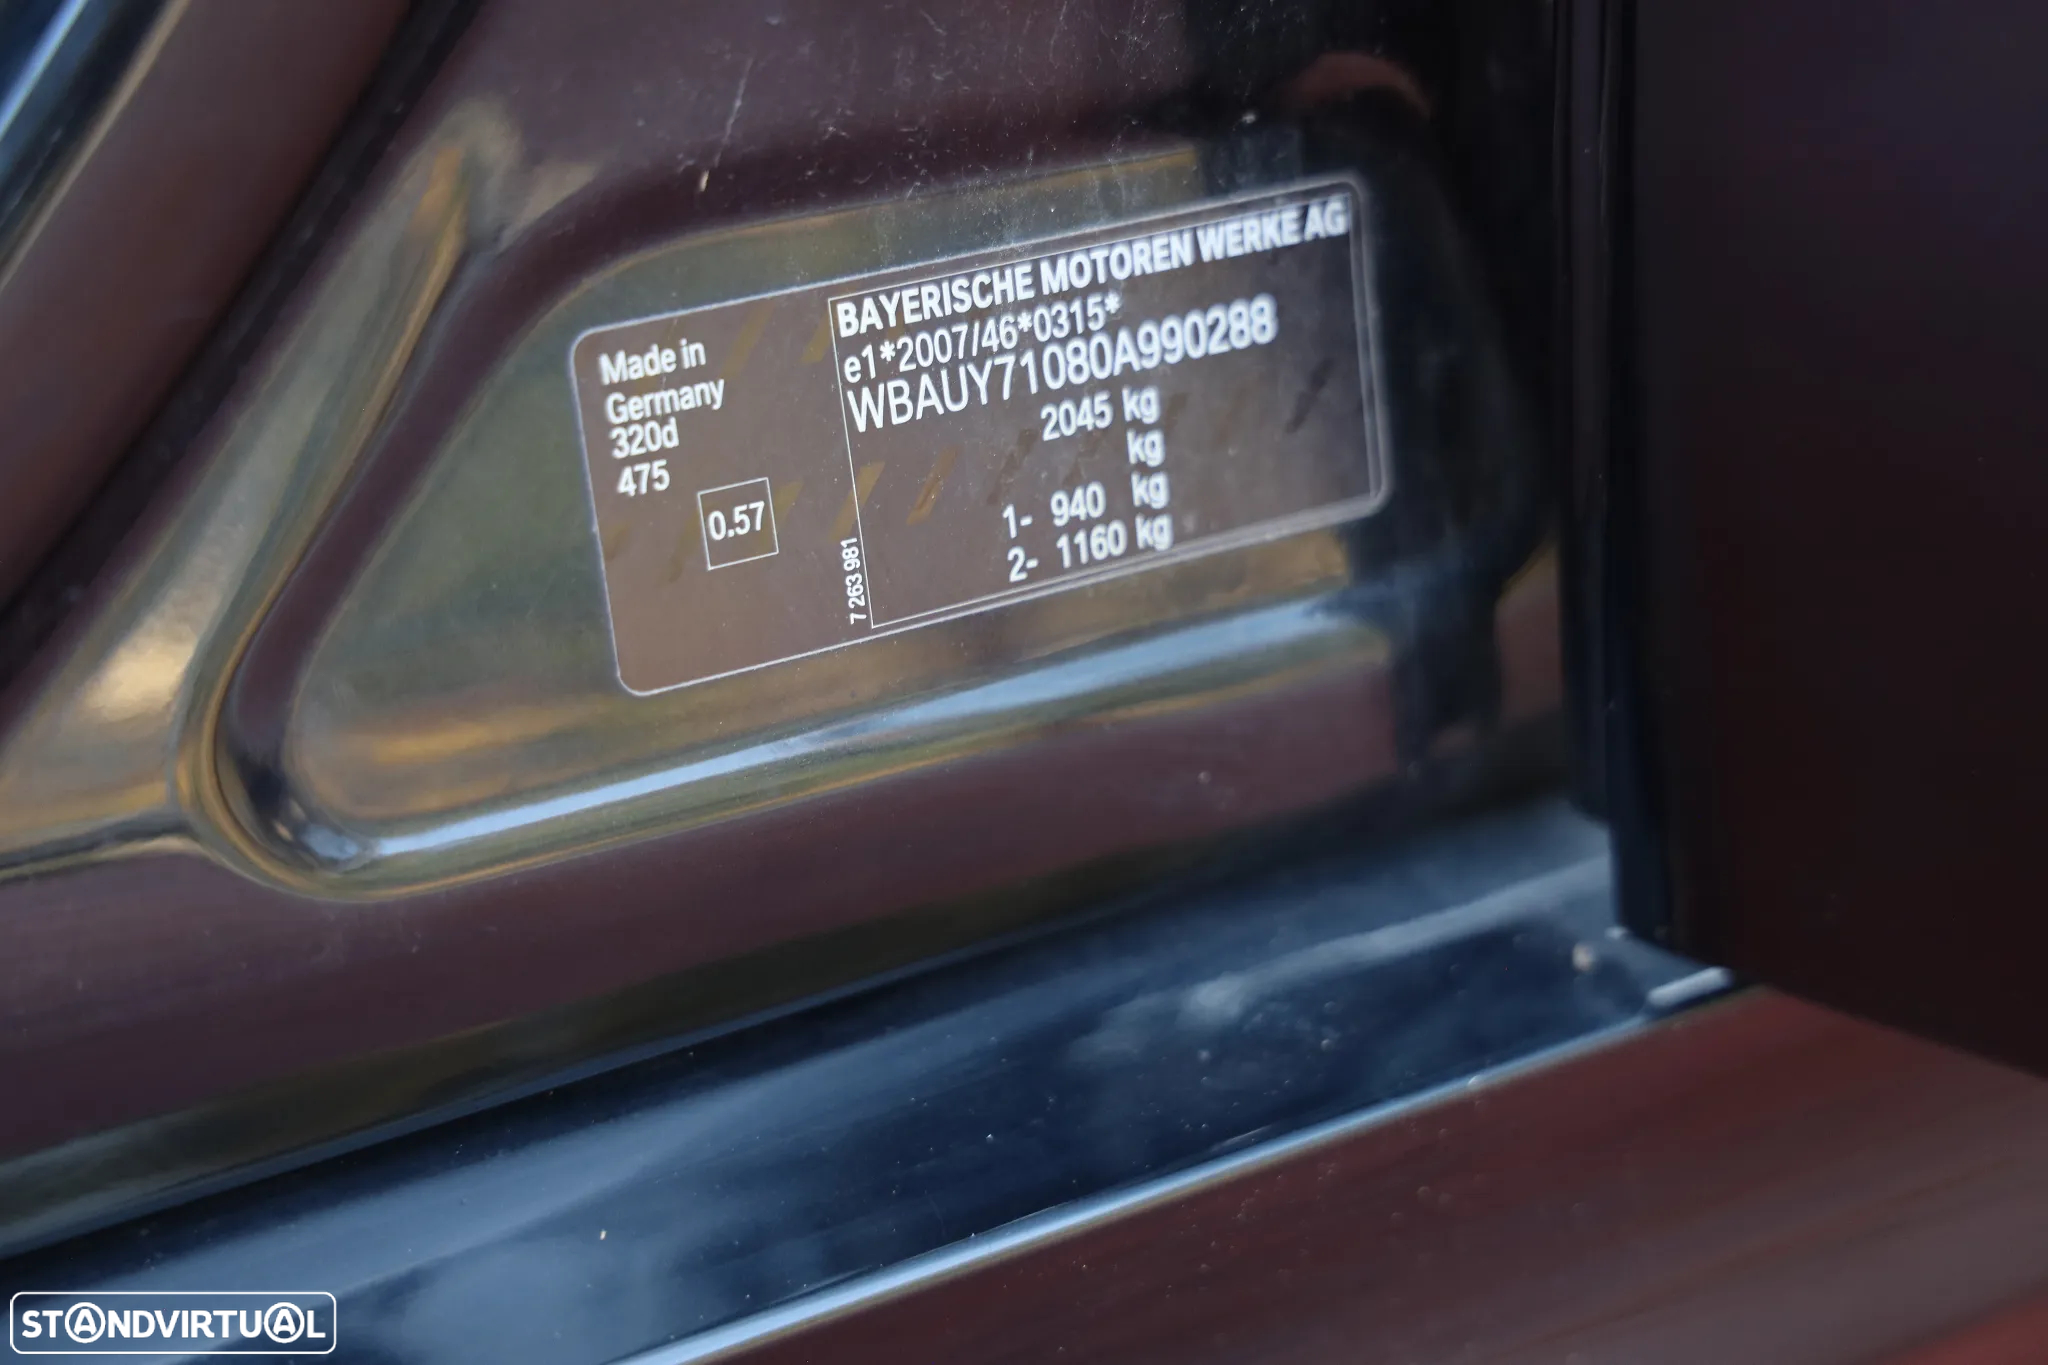 Made in
Germany
320d
475
0.57
7 263 981
BAYERISCHE MOTOREN WERKE AG
e1*2007/46*0315*
WBAUY71080A990288
2045 kg
kg
1- 940 kg
2- 1160 kg
STANDVIRTUAL